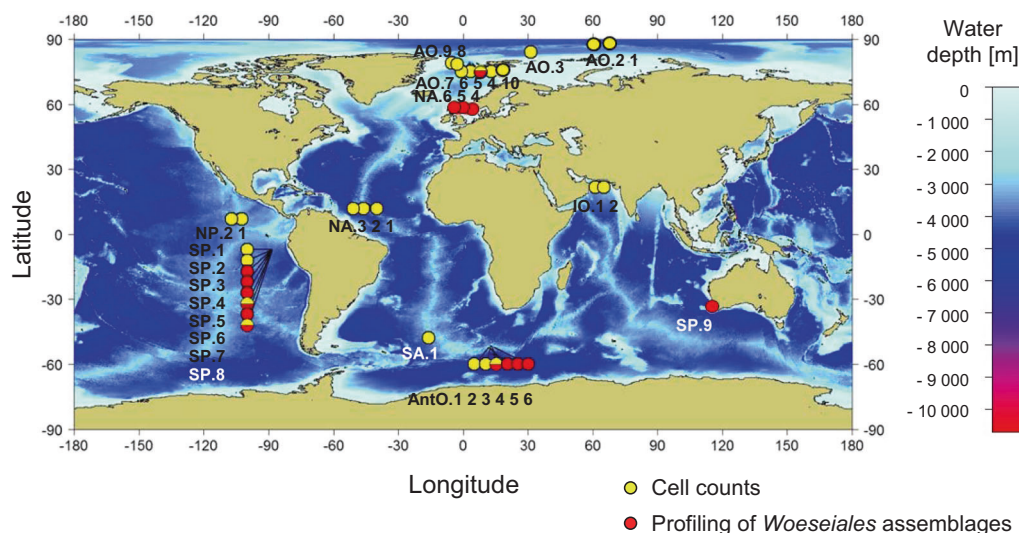 -180 -150 -120 -90 -60 -30 0 30 60 90 120 150 180
Water
depth [m]
90
60
30
0
-30
-60
-90
Latitude
AO.9 8
AO.3
AO.2 1
AO.7 6 5 4 10
NA.6 5 4
IO.1 2
NP.2 1
NA.3 2 1
SP.1
SP.2
SP.3
SP.4
SP.5
SP.6
SP.7
SP.8
SP.9
SA.1
AntO.1 2 3 4 5 6
90
60
30
0
-30
-60
-90
0
- 1 000
- 2 000
- 3 000
- 4 000
- 5 000
- 6 000
- 7 000
- 8 000
- 9 000
- 10 000
-180 -150 -120 -90 -60 -30 0 30 60 90 120 150 180
Longitude
Cell counts
Profiling of Woeseiales assemblages